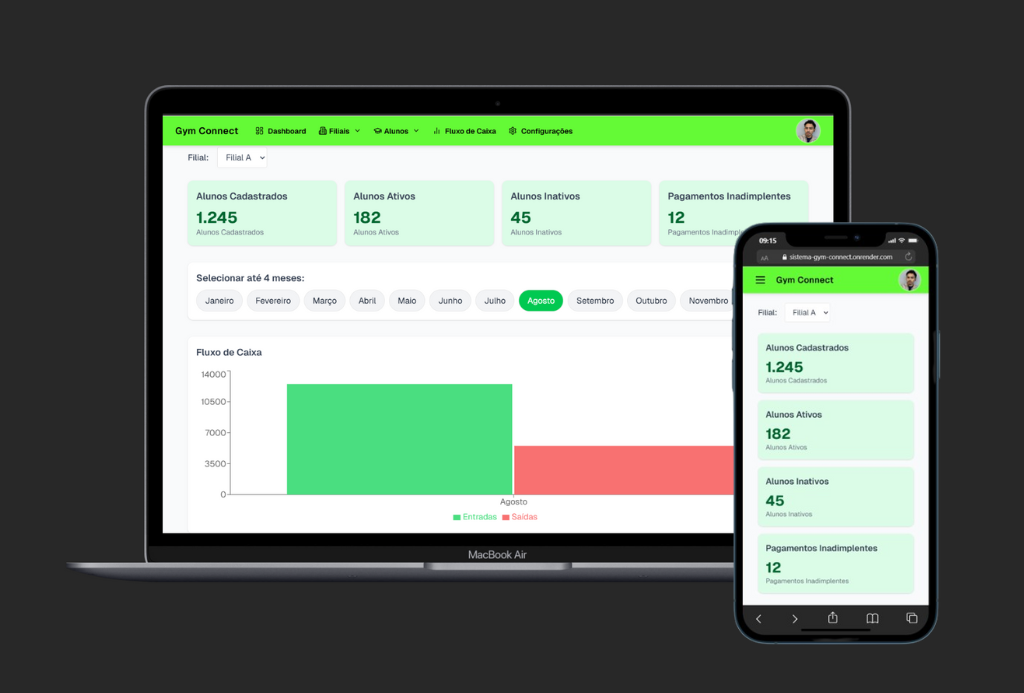 Gym Connect Dashboard Filiais Alunos Fluxo de Caixa Configurações
Filial: Filial A
Alunos Cadastrados
1.245
Alunos Cadastrados
Alunos Ativos
182
Alunos Ativos
Alunos Inativos
45
Alunos Inativos
Pagamentos Inadimplentes
12
Pagamentos Inadimpl
Selecionar até 4 meses:
Janeiro Fevereiro Março Abril Maio Junho Julho Agosto Setembro Outubro Novembro
Fluxo de Caixa
14000
10500
7000
3500
0
Agosto
Entradas Saídas
MacBook Air
09:15
AA sistema-gym-connect.onrender.com
Gym Connect
Filial: Filial A
Alunos Cadastrados
1.245
Alunos Cadastrados
Alunos Ativos
182
Alunos Ativos
Alunos Inativos
45
Alunos Inativos
Pagamentos Inadimplentes
12
Pagamentos Inadimplentes